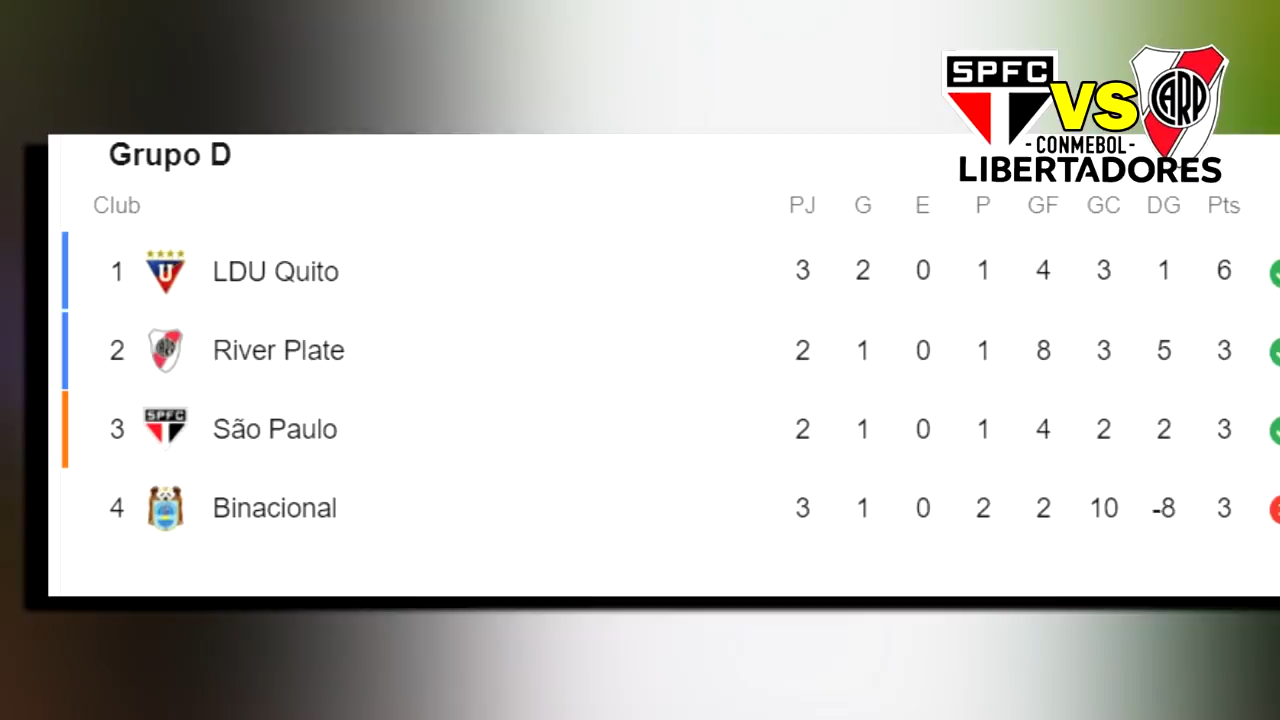 SPFC VS CARP
- CONMEBOL -
LIBERTADORES
Grupo D
Club PJ G E P GF GC DG Pts
1 U LDU Quito 3 2 0 1 4 3 1 6
2 River Plate 2 1 0 1 8 3 5 3
3 SPFC São Paulo 2 1 0 1 4 2 2 3
4 Binacional 3 1 0 2 2 10 -8 3